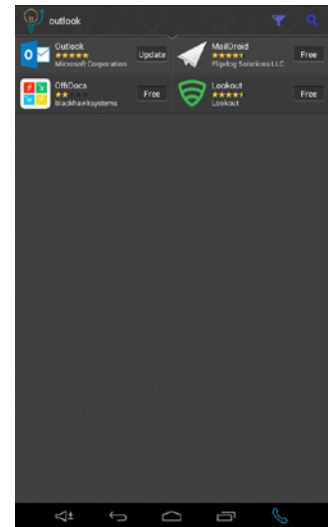 outlook
Outlook
Microsoft Corporation
Update
MailDroid
Flipdog Solutions LLC
Free
OffiDocs
blackhawksystems
Free
Lookout
Lookout
Free